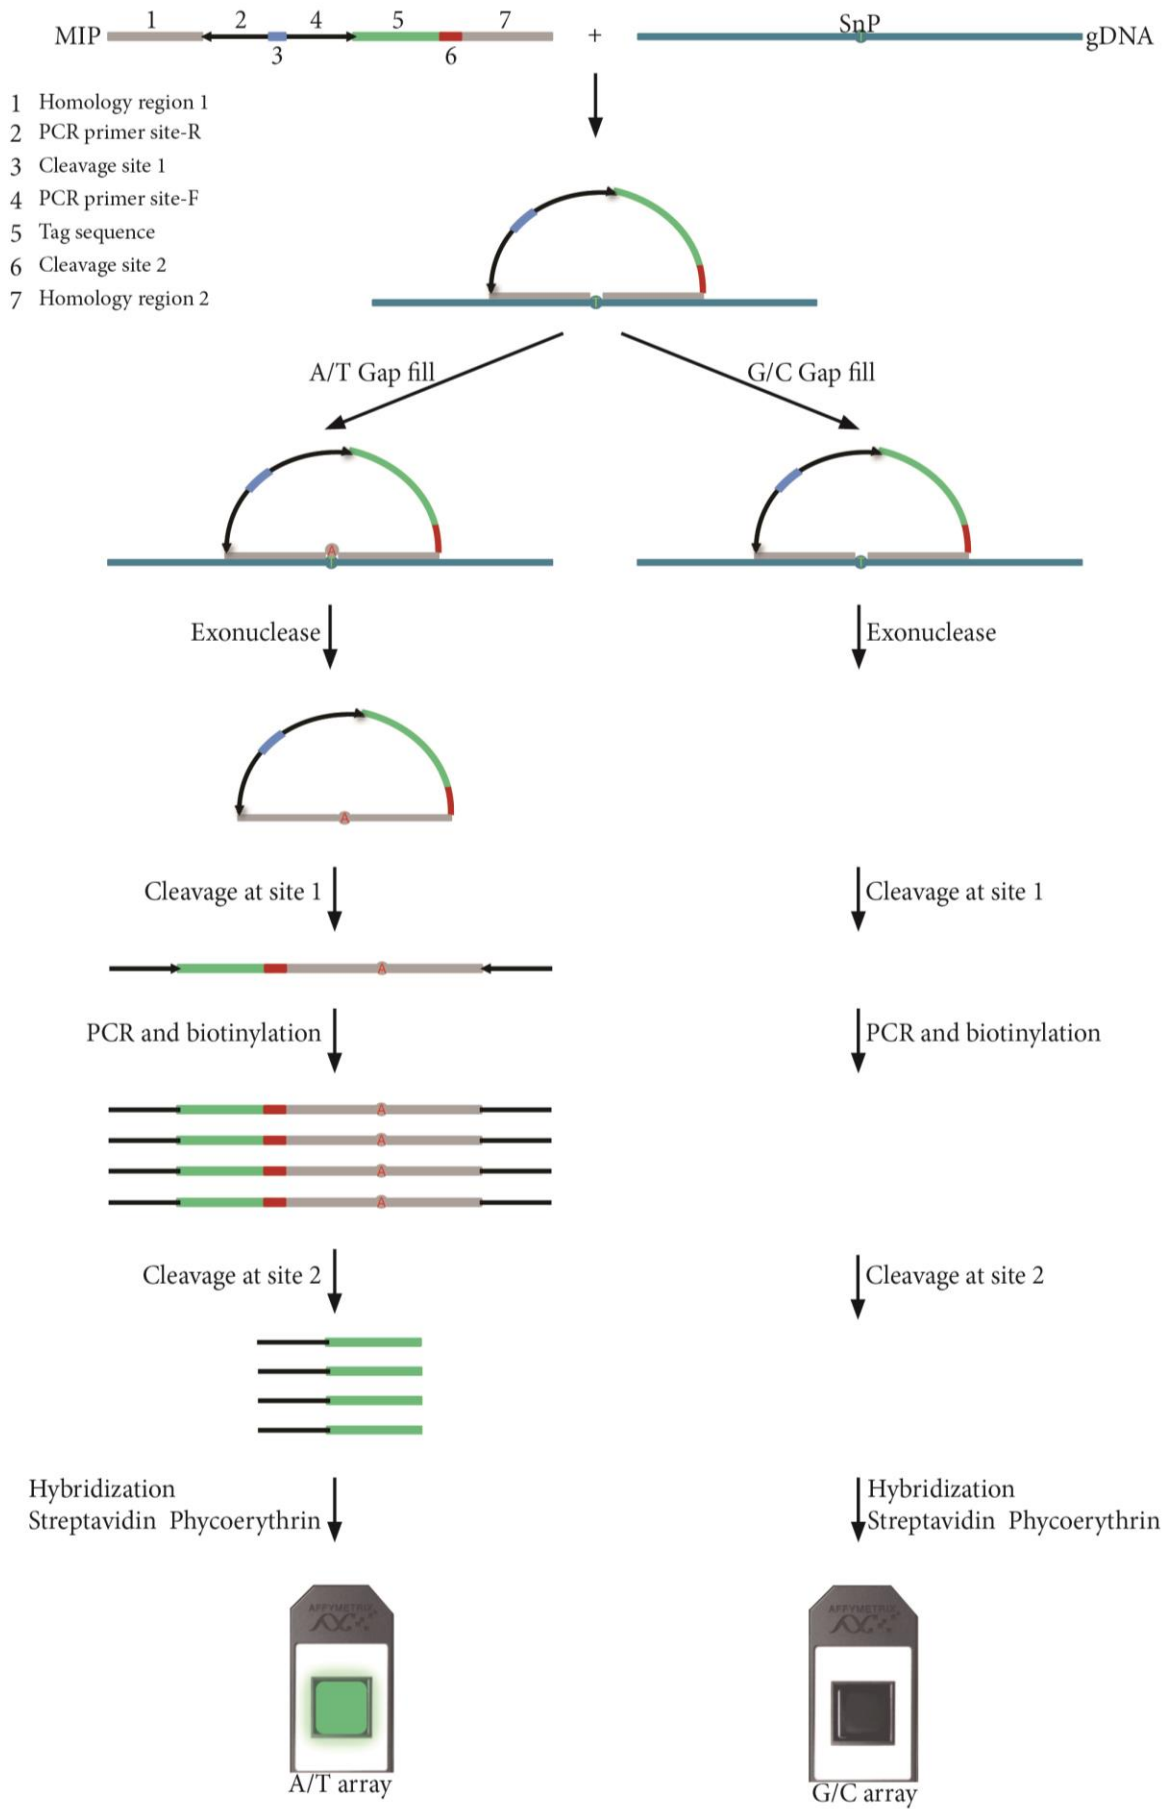 1 2 4 5 7
MIP + SnP gDNA
T
3 6
1 Homology region 1
2 PCR primer site-R
3 Cleavage site 1
4 PCR primer site-F
5 Tag sequence
6 Cleavage site 2
7 Homology region 2
T
A/T Gap fill G/C Gap fill
A
T T
Exonuclease Exonuclease
A
Cleavage at site 1 Cleavage at site 1
A
PCR and biotinylation PCR and biotinylation
A
A
A
A
Cleavage at site 2 Cleavage at site 2
Hybridization
Streptavidin Phycoerythrin
Hybridization
Streptavidin Phycoerythrin
AFFYMETRIX AFFYMETRIX
A/T array G/C array